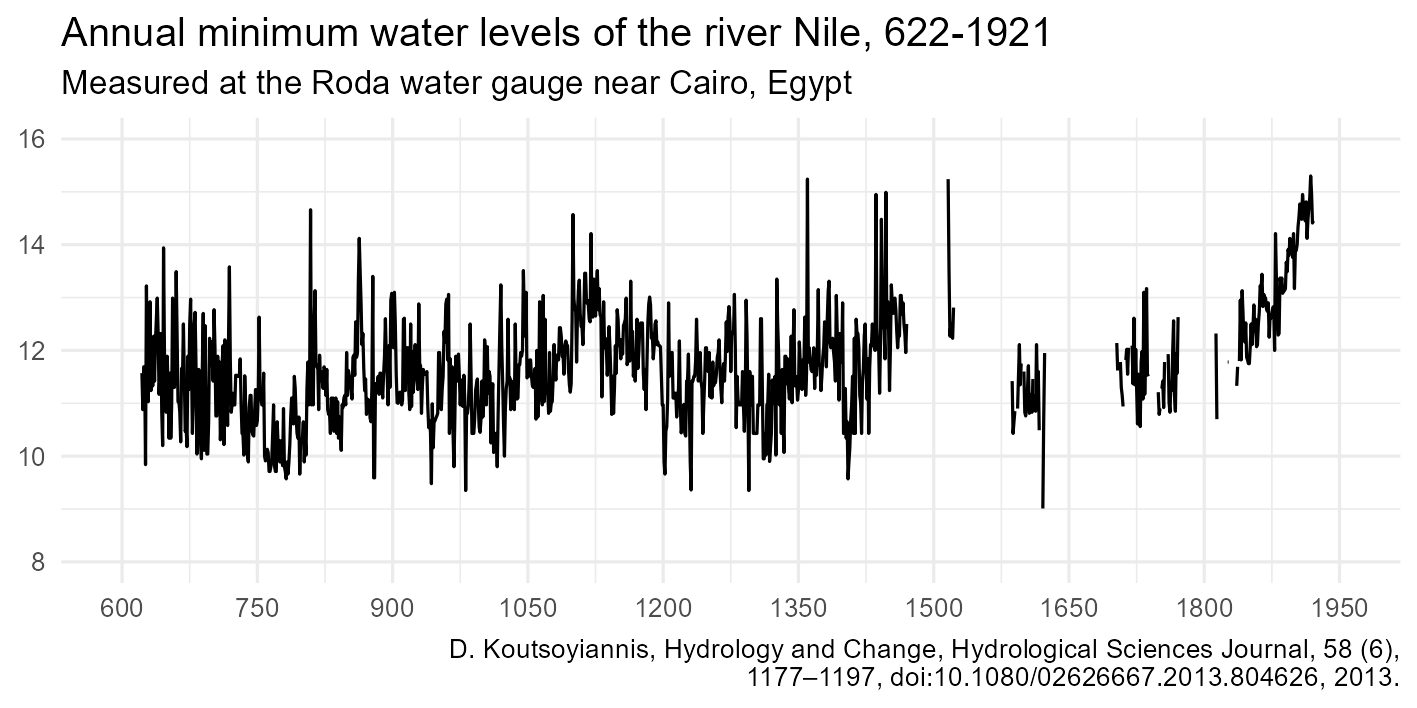 Annual minimum water levels of the river Nile, 622-1921
Measured at the Roda water gauge near Cairo, Egypt
16
14
12
10
8
600 750 900 1050 1200 1350 1500 1650 1800 1950
D. Koutsoyiannis, Hydrology and Change, Hydrological Sciences Journal, 58 (6),
1177–1197, doi:10.1080/02626667.2013.804626, 2013.